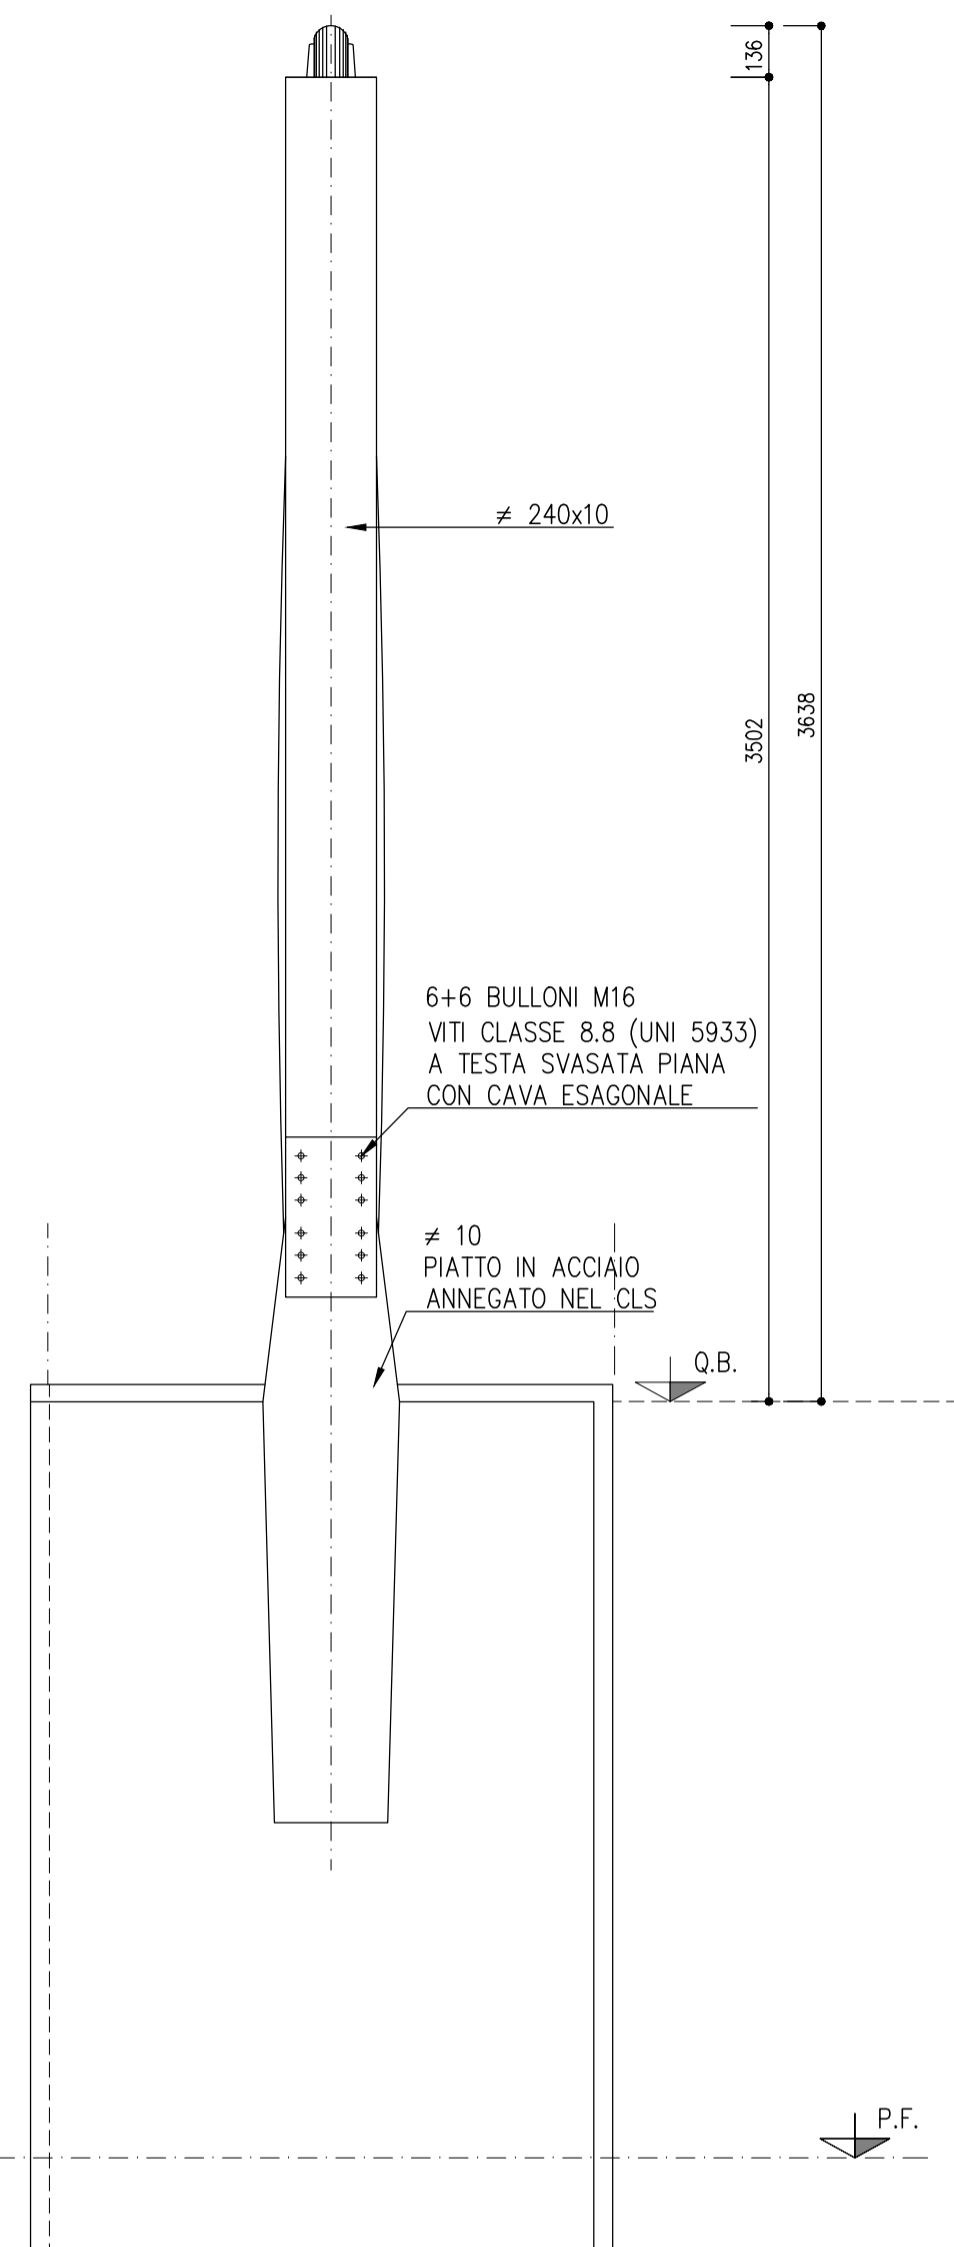 136
≠ 240x10
3502
3638
6+6 BULLONI M16
VITI CLASSE 8.8 (UNI 5933)
A TESTA SVASATA PIANA
CON CAVA ESAGONALE
≠ 10
PIATTO IN ACCIAIO
ANNEGATO NEL CLS
Q.B.
P.F.